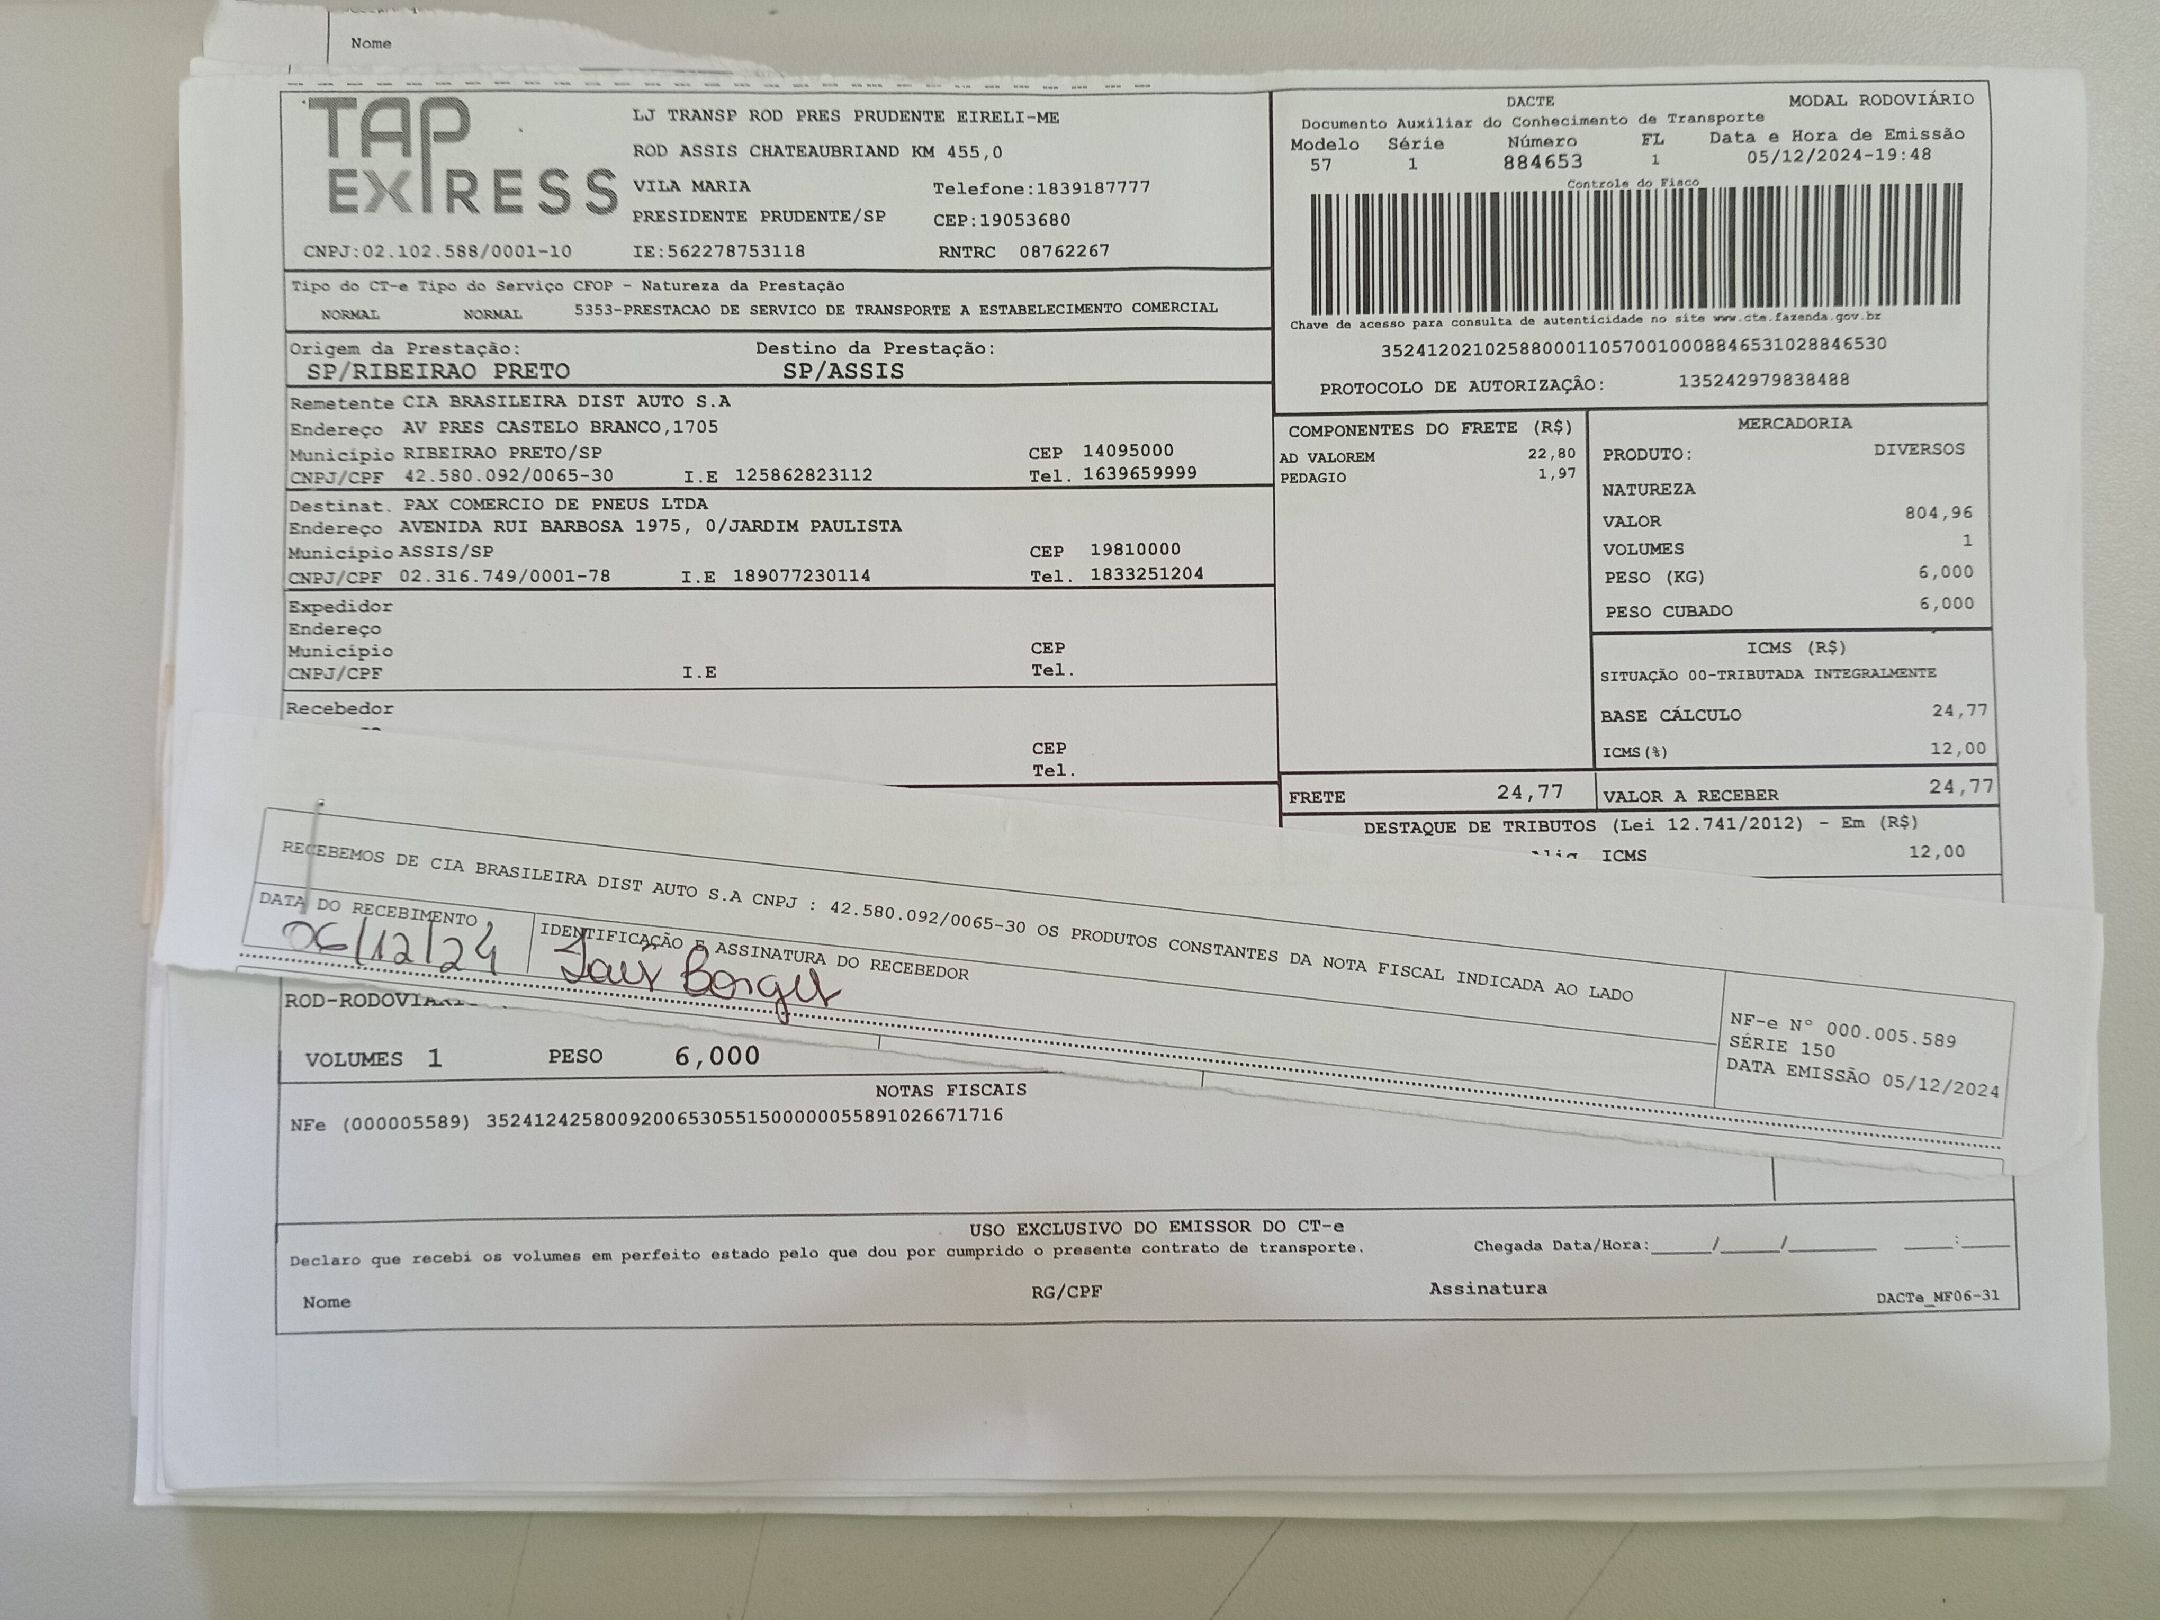 Nome
TAP EXPRESS
LJ TRANSP ROD PRES PRUDENTE EIRELI-ME
ROD ASSIS CHATEAUBRIAND KM 455,0
VILA MARIA Telefone:1839187777
PRESIDENTE PRUDENTE/SP CEP:19053680
CNPJ:02.102.588/0001-10 IE:562278753118 RNTRC 08762267
DACTE MODAL RODOVIÁRIO
Documento Auxiliar do Conhecimento de Transporte
Modelo Série Número FL Data e Hora de Emissão
57 1 884653 1 05/12/2024-19:48
Controle do Fisco
Chave de acesso para consulta de autenticidade no site www.cte.fazenda.gov.br
35241202102588000110570010008846531028846530
PROTOCOLO DE AUTORIZAÇÃO: 135242979838488
Tipo do CT-e Tipo do Serviço CFOP - Natureza da Prestação
NORMAL NORMAL 5353-PRESTACAO DE SERVICO DE TRANSPORTE A ESTABELECIMENTO COMERCIAL
Origem da Prestação: Destino da Prestação:
SP/RIBEIRAO PRETO SP/ASSIS
Remetente CIA BRASILEIRA DIST AUTO S.A
Endereço AV PRES CASTELO BRANCO,1705
Município RIBEIRAO PRETO/SP CEP 14095000
CNPJ/CPF 42.580.092/0065-30 I.E 125862823112 Tel. 1639659999
Destinat. PAX COMERCIO DE PNEUS LTDA
Endereço AVENIDA RUI BARBOSA 1975, 0/JARDIM PAULISTA
Município ASSIS/SP CEP 19810000
CNPJ/CPF 02.316.749/0001-78 I.E 189077230114 Tel. 1833251204
Expedidor
Endereço
Município CEP
CNPJ/CPF I.E Tel.
Recebedor
CEP
Tel.
COMPONENTES DO FRETE (R$)
AD VALOREM 22,80
PEDAGIO 1,97
MERCADORIA
PRODUTO: DIVERSOS
NATUREZA
VALOR 804,96
VOLUMES 1
PESO (KG) 6,000
PESO CUBADO 6,000
ICMS (R$)
SITUAÇÃO 00-TRIBUTADA INTEGRALMENTE
BASE CÁLCULO 24,77
ICMS(%) 12,00
FRETE 24,77 VALOR A RECEBER 24,77
DESTAQUE DE TRIBUTOS (Lei 12.741/2012) - Em (R$)
ICMS 12,00
RECEBEMOS DE CIA BRASILEIRA DIST AUTO S.A CNPJ : 42.580.092/0065-30 OS PRODUTOS CONSTANTES DA NOTA FISCAL INDICADA AO LADO
DATA DO RECEBIMENTO IDENTIFICAÇÃO E ASSINATURA DO RECEBEDOR
06/12/24 Jair Borges
NF-e Nº 000.005.589
SÉRIE 150
DATA EMISSÃO 05/12/2024
VOLUMES 1 PESO 6,000
NOTAS FISCAIS
NFe (000005589) 35241242580092006530551500000055891026671716
USO EXCLUSIVO DO EMISSOR DO CT-e
Declaro que recebi os volumes em perfeito estado pelo que dou por cumprido o presente contrato de transporte. Chegada Data/Hora:_____/_____/_______ ____:____
Nome RG/CPF Assinatura
DACTe_MF06-31